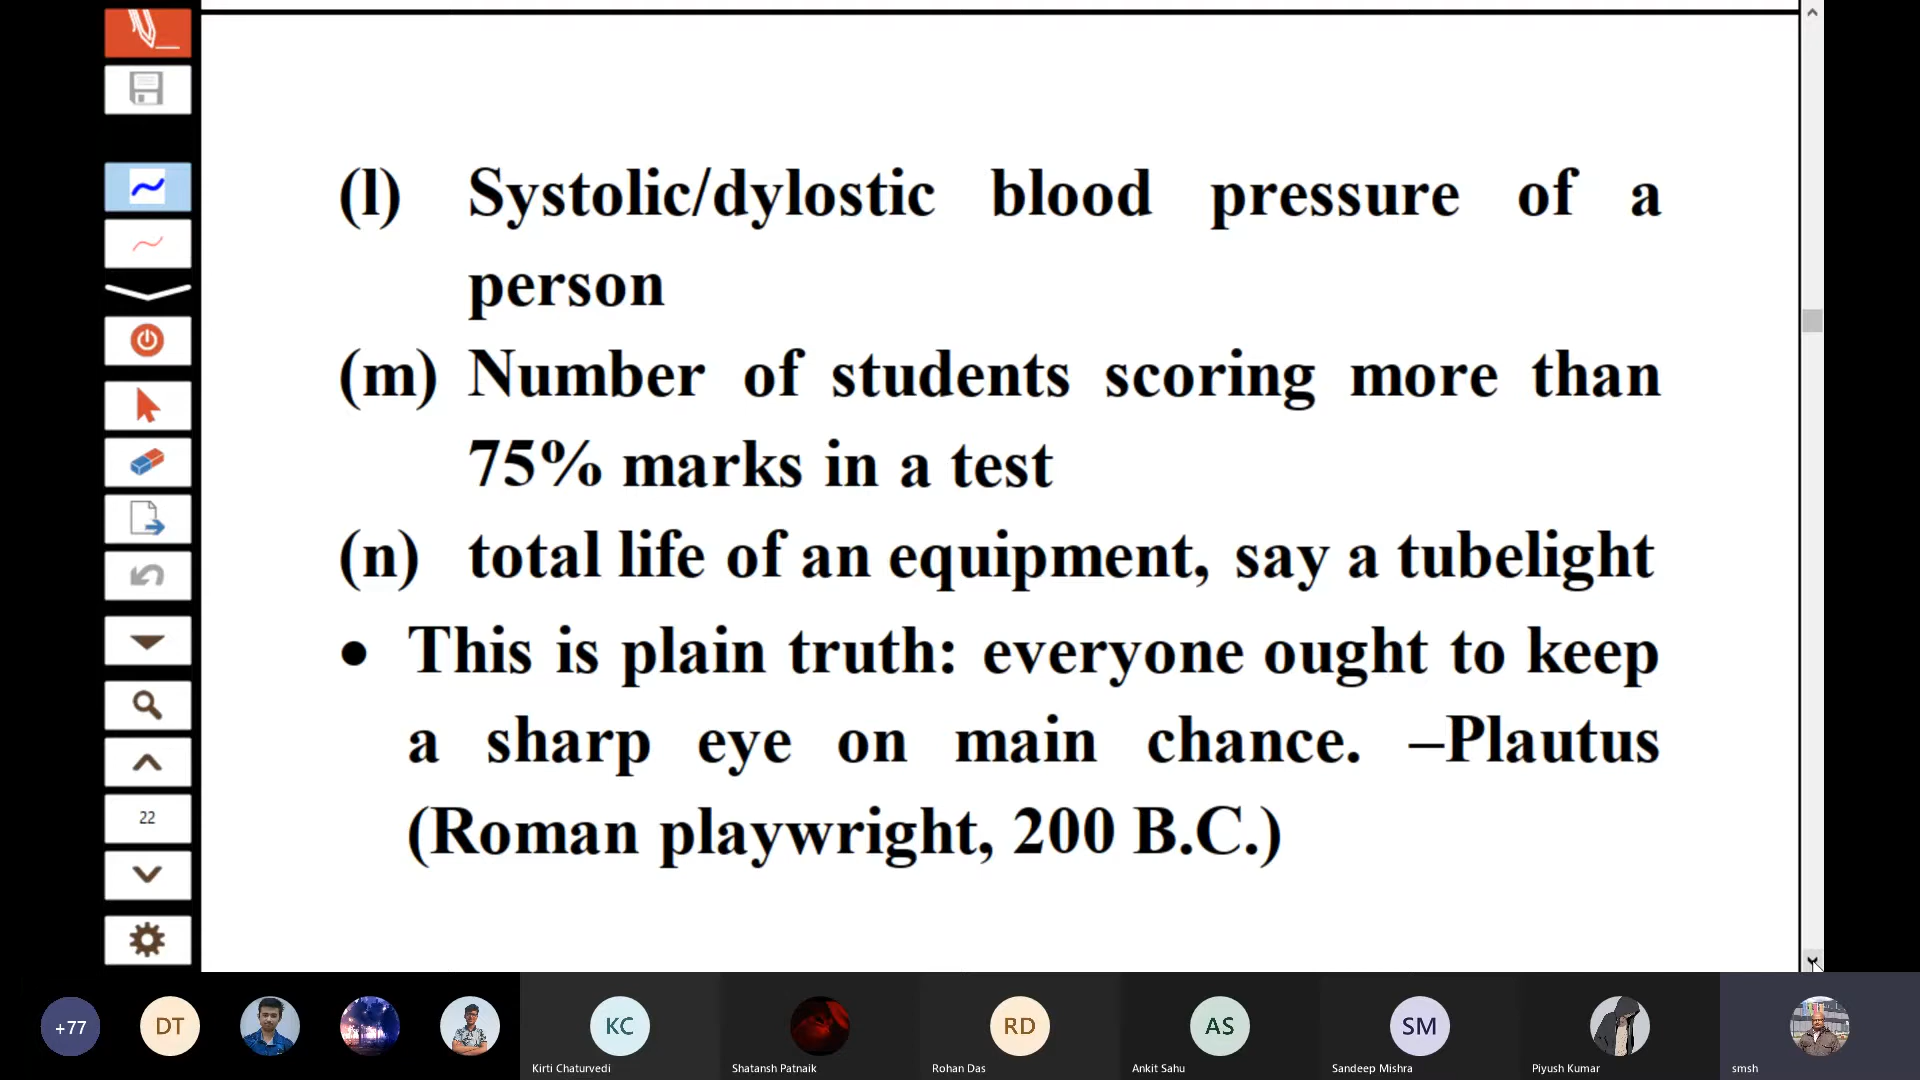 (l) Systolic/dylostic blood pressure of a
person
(m) Number of students scoring more than
75% marks in a test
(n) total life of an equipment, say a tubelight
• This is plain truth: everyone ought to keep
a sharp eye on main chance. –Plautus
(Roman playwright, 200 B.C.)
22
+77
DT
KC
RD
AS
SM
Kirti Chaturvedi
Shatansh Patnaik
Rohan Das
Ankit Sahu
Sandeep Mishra
Piyush Kumar
smsh